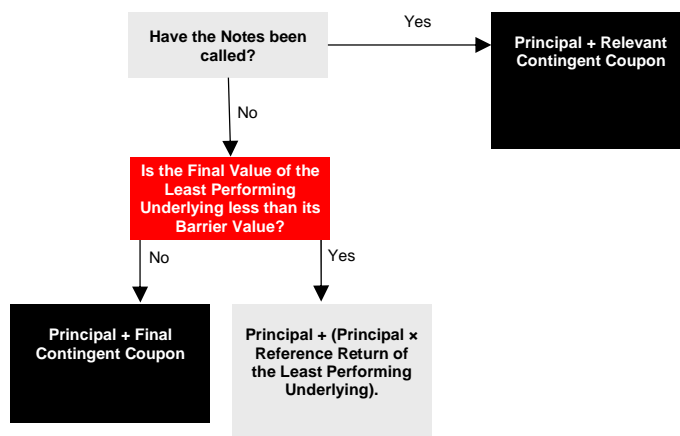 Have the Notes been
called?
Yes
Principal + Relevant
Contingent Coupon
No
Is the Final Value of the
Least Performing
Underlying less than its
Barrier Value?
No
Yes
Principal + Final
Contingent Coupon
Principal + (Principal ×
Reference Return of
the Least Performing
Underlying).